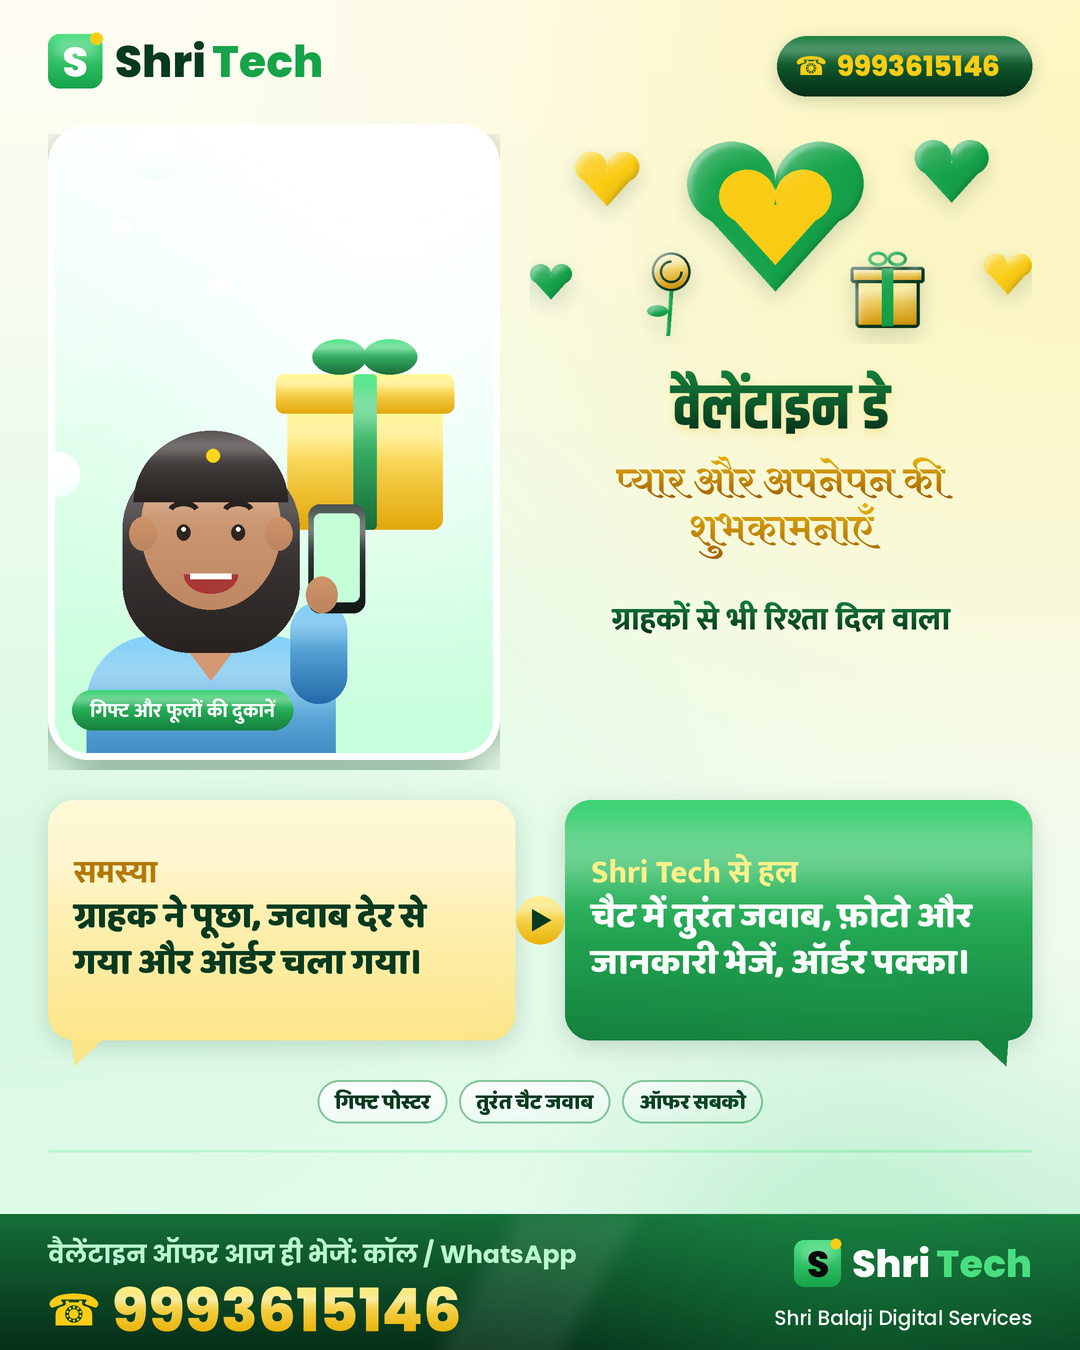 S Shri Tech
☎ 9993615146
वैलेंटाइन डे
प्यार और अपनेपन की
शुभकामनाएँ
ग्राहकों से भी रिश्ता दिल वाला
गिफ्ट और फूलों की दुकानें
समस्या
ग्राहक ने पूछा, जवाब देर से
गया और ऑर्डर चला गया।
Shri Tech से हल
चैट में तुरंत जवाब, फ़ोटो और
जानकारी भेजें, ऑर्डर पक्का।
गिफ्ट पोस्टर
तुरंत चैट जवाब
ऑफर सबको
वैलेंटाइन ऑफर आज ही भेजें: कॉल / WhatsApp
☎ 9993615146
S Shri Tech
Shri Balaji Digital Services